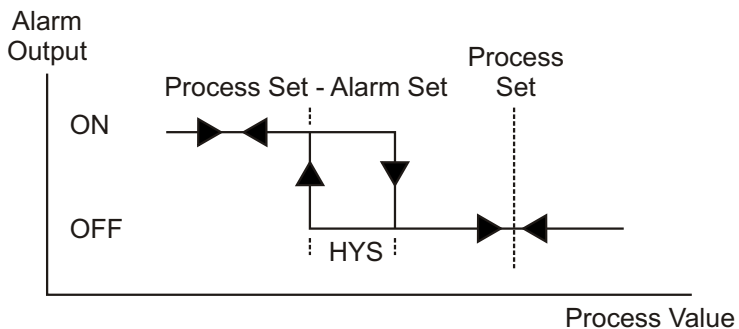 Alarm
Output
Process
Set
Process Set - Alarm Set
ON
OFF
HYS
Process Value